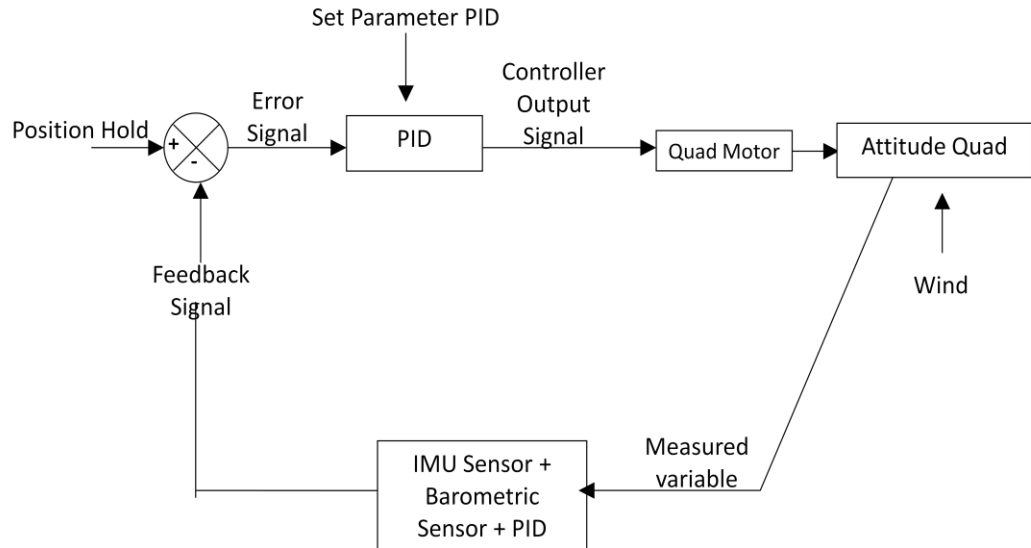 Set Parameter PID
Controller
Output
Signal
Error
Signal
Position Hold
+
-
PID
Quad Motor
Attitude Quad
Feedback
Signal
Wind
Measured
variable
IMU Sensor +
Barometric
Sensor + PID